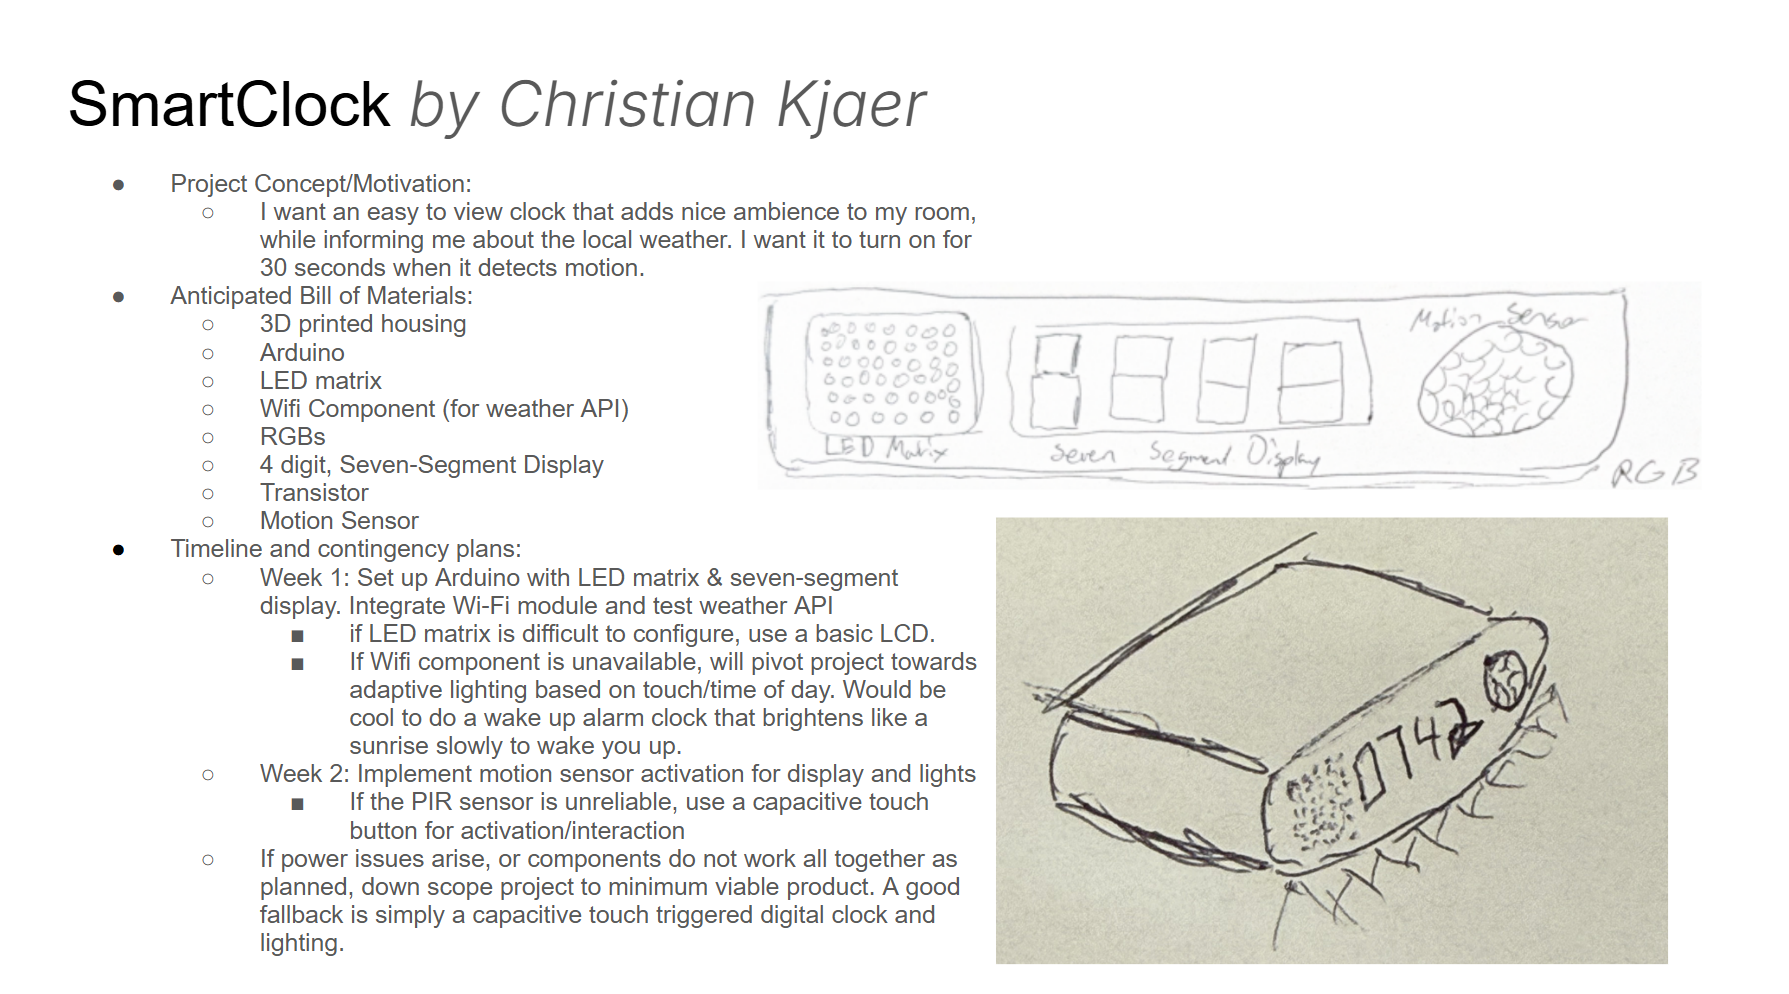 SmartClock by Christian Kjaer
● Project Concept/Motivation:
○ I want an easy to view clock that adds nice ambience to my room,
while informing me about the local weather. I want it to turn on for
30 seconds when it detects motion.
● Anticipated Bill of Materials:
○ 3D printed housing
○ Arduino
○ LED matrix
○ Wifi Component (for weather API)
○ RGBs
○ 4 digit, Seven-Segment Display
○ Transistor
○ Motion Sensor
● Timeline and contingency plans:
○ Week 1: Set up Arduino with LED matrix & seven-segment
display. Integrate Wi-Fi module and test weather API
■ if LED matrix is difficult to configure, use a basic LCD.
■ If Wifi component is unavailable, will pivot project towards
adaptive lighting based on touch/time of day. Would be
cool to do a wake up alarm clock that brightens like a
sunrise slowly to wake you up.
○ Week 2: Implement motion sensor activation for display and lights
■ If the PIR sensor is unreliable, use a capacitive touch
button for activation/interaction
○ If power issues arise, or components do not work all together as
planned, down scope project to minimum viable product. A good
fallback is simply a capacitive touch triggered digital clock and
lighting.
Motion Sensor
LED Matrix
Seven Segment Display
RGB
0742